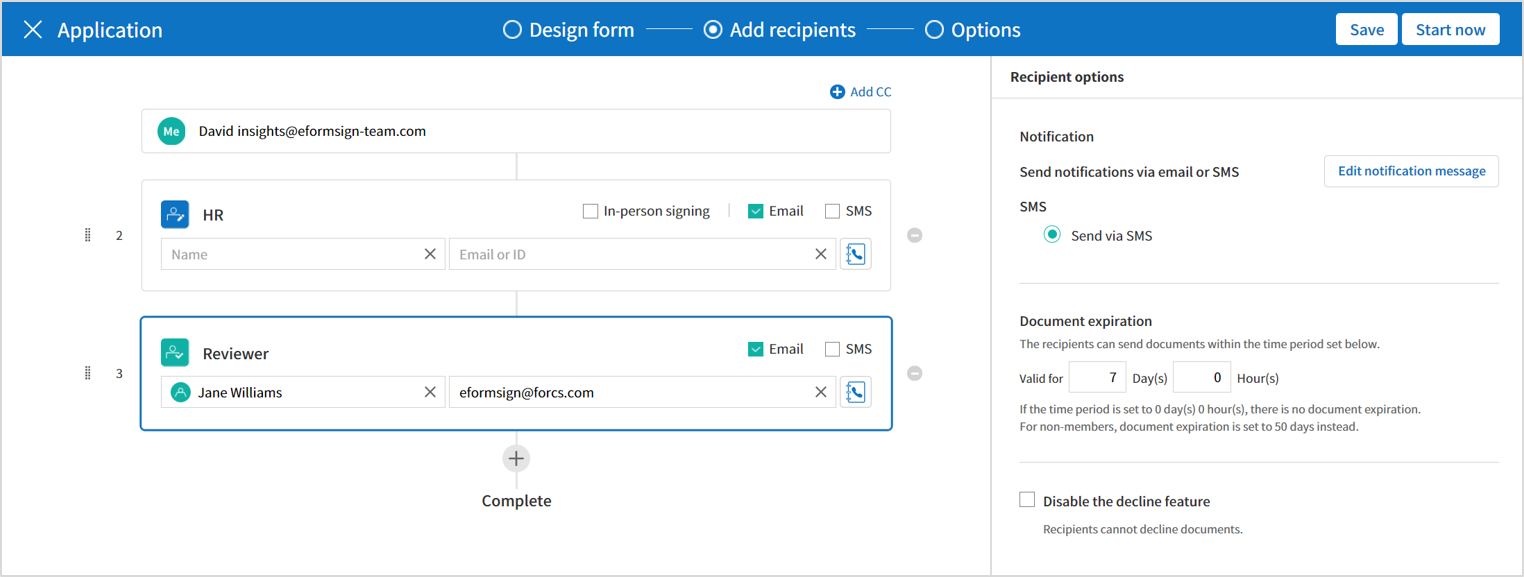 Application
Design form
Add recipients
Options
Save
Start now
Add CC
Me
David insights@eformsign-team.com
2
HR
In-person signing
Email
SMS
Name
Email or ID
3
Reviewer
Email
SMS
Jane Williams
eformsign@forcs.com
Complete
Recipient options
Notification
Send notifications via email or SMS
Edit notification message
SMS
Send via SMS
Document expiration
The recipients can send documents within the time period set below.
Valid for 7 Day(s) 0 Hour(s)
If the time period is set to 0 day(s) 0 hour(s), there is no document expiration.
For non-members, document expiration is set to 50 days instead.
Disable the decline feature
Recipients cannot decline documents.